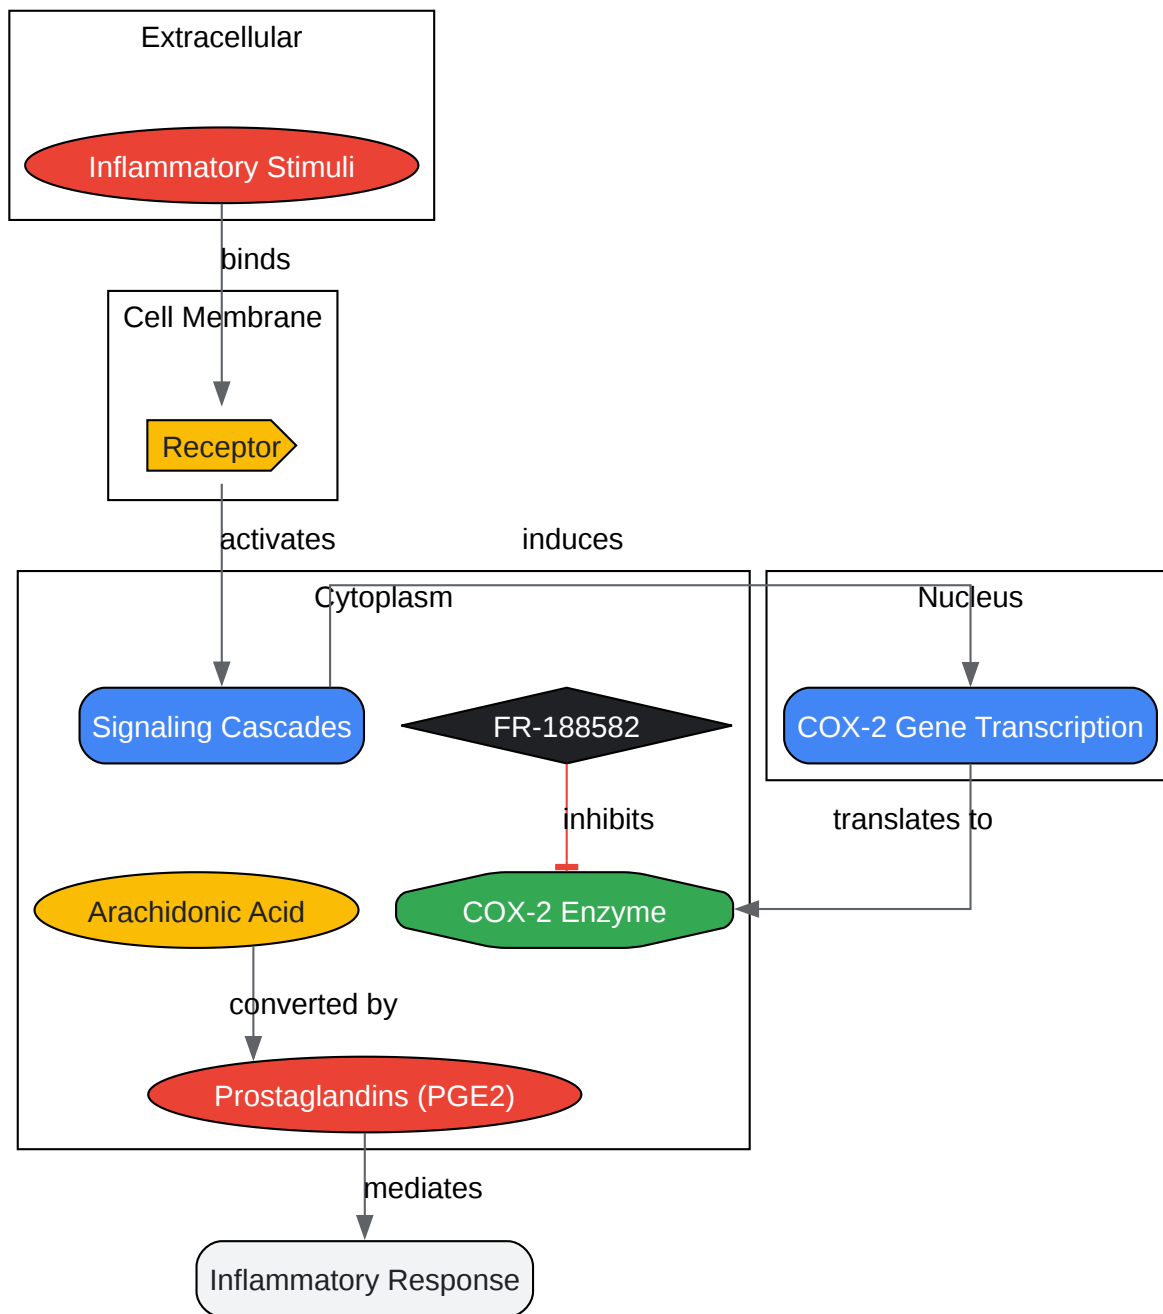 Extracellular
Inflammatory Stimuli
binds
Cell Membrane
Receptor
activates
induces
Cytoplasm
Nucleus
Signaling Cascades
FR-188582
COX-2 Gene Transcription
inhibits
translates to
Arachidonic Acid
COX-2 Enzyme
converted by
Prostaglandins (PGE2)
mediates
Inflammatory Response